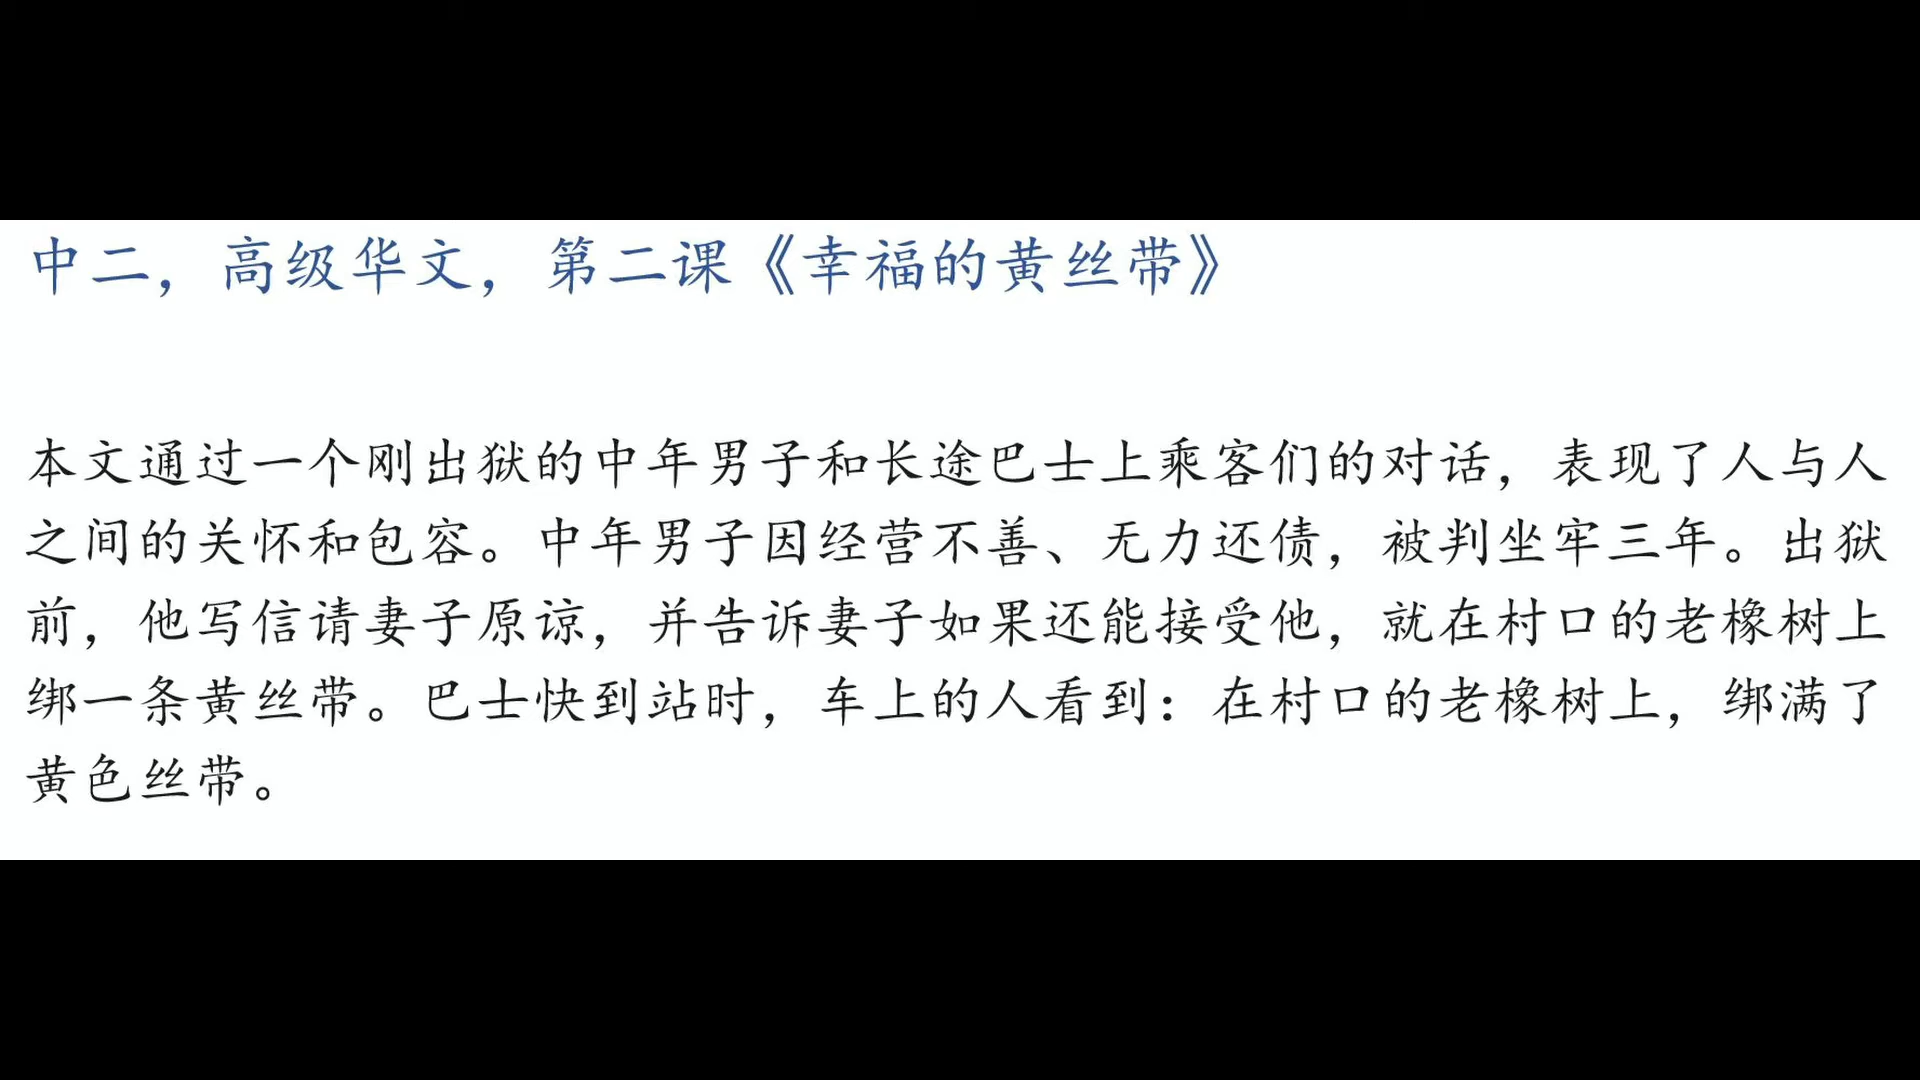 中二，高级华文，第二课《幸福的黄丝带》
本文通过一个刚出狱的中年男子和长途巴士上乘客们的对话，表现了人与人
之间的关怀和包容。中年男子因经营不善、无力还债，被判坐牢三年。出狱
前，他写信请妻子原谅，并告诉妻子如果还能接受他，就在村口的老橡树上
绑一条黄丝带。巴士快到站时，车上的人看到：在村口的老橡树上，绑满了
黄色丝带。